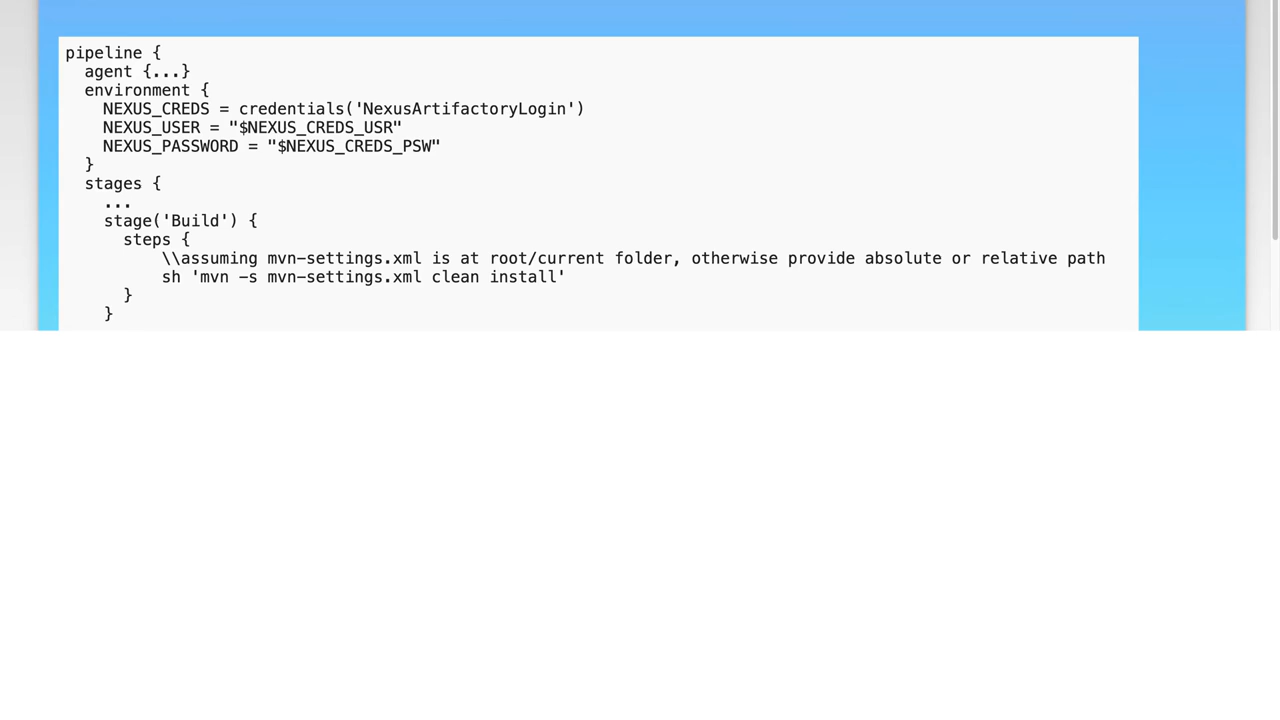 pipeline {
  agent {...}
  environment {
    NEXUS_CREDS = credentials('NexusArtifactoryLogin')
    NEXUS_USER = "$NEXUS_CREDS_USR"
    NEXUS_PASSWORD = "$NEXUS_CREDS_PSW"
  }
  stages {
    ...
    stage('Build') {
      steps {
          \\assuming mvn-settings.xml is at root/current folder, otherwise provide absolute or relative path
          sh 'mvn -s mvn-settings.xml clean install'
      }
    }